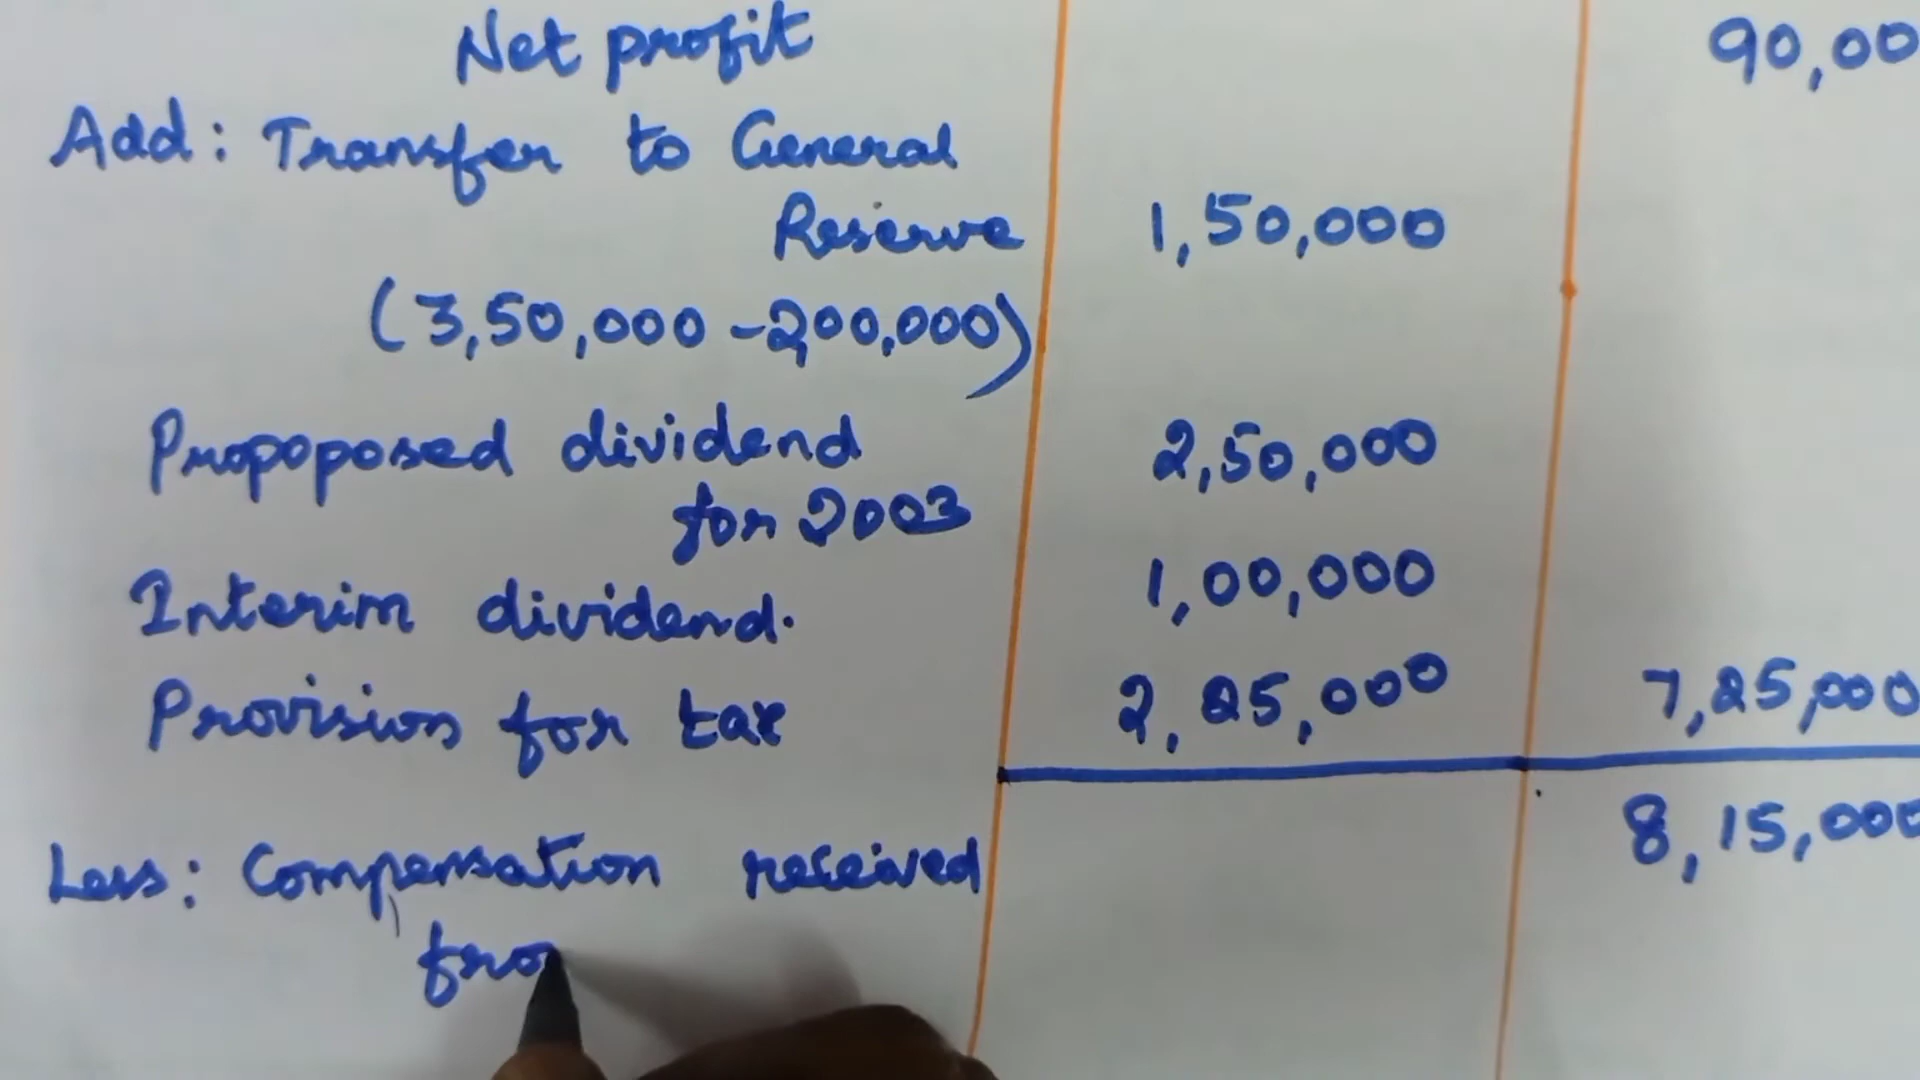 Net profit 90,00
Add: Transfer to General
Reserve 1,50,000
(3,50,000 - 200,000)
Propoposed dividend 2,50,000
for 2003
Interim dividend. 1,00,000
Provision for tax 2,25,000 7,25,000
8,15,000
Less: Compensation received
fro